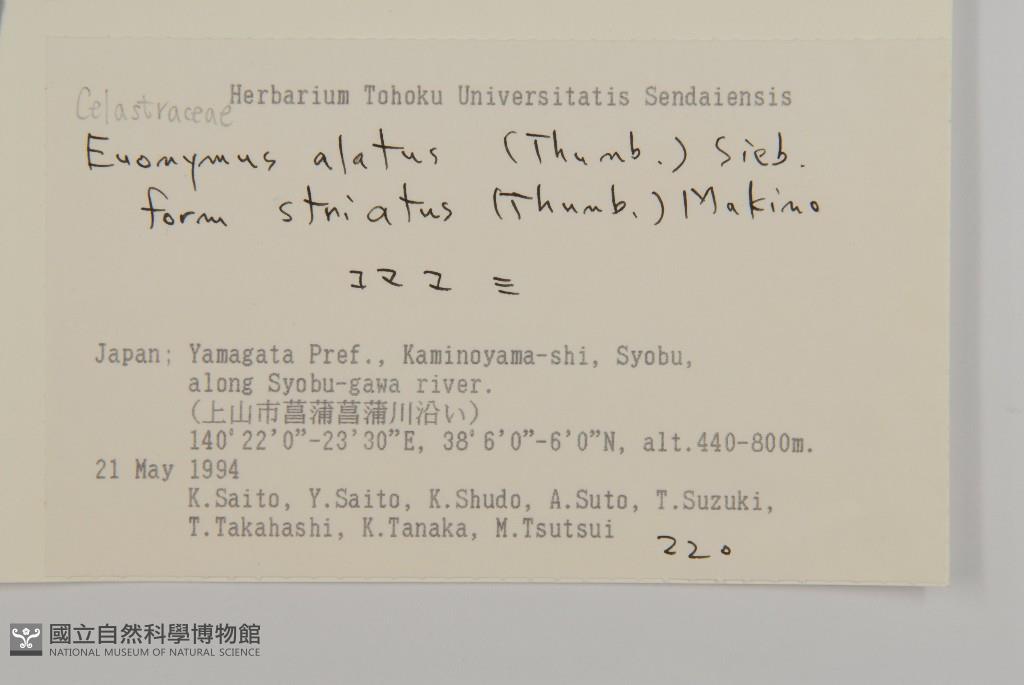 Celastraceae
Herbarium Tohoku Universitatis Sendaiensis
Euonymus alatus (Thunb.) Sieb.
form striatus (Thunb.) Makino
コマユミ
Japan; Yamagata Pref., Kaminoyama-shi, Syobu,
along Syobu-gawa river.
(上山市菖蒲菖蒲川沿い)
140°22'0"-23'30"E, 38°6'0"-6'0"N, alt.440-800m.
21 May 1994
K.Saito, Y.Saito, K.Shudo, A.Suto, T.Suzuki,
T.Takahashi, K.Tanaka, M.Tsutsui
220
國立自然科學博物館
NATIONAL MUSEUM OF NATURAL SCIENCE